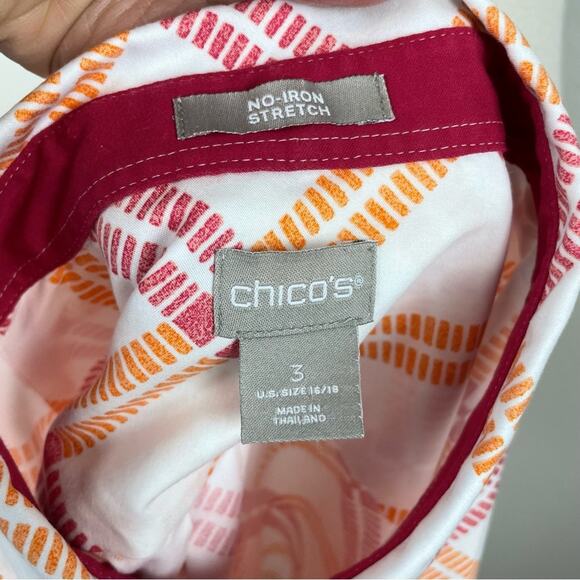 NO-IRON
STRETCH
chico's®
3
U.S. SIZE 16/18
MADE IN
THAILAND